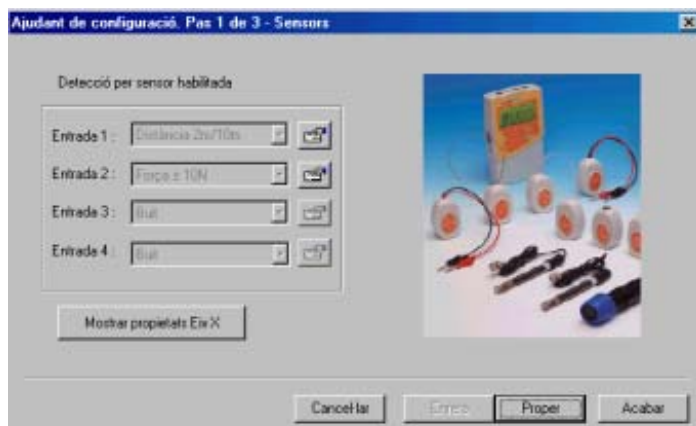 Ajudant de configuració. Pas 1 de 3 - Sensors
Detecció per sensor habilitada
Entrada 1 : Distància 2m/10ms
Entrada 2 : Força ± 10N
Entrada 3 : Buit
Entrada 4 : Buit
Mostrar propietats Eix X
Cancel·lar Enrera Proper Acabar